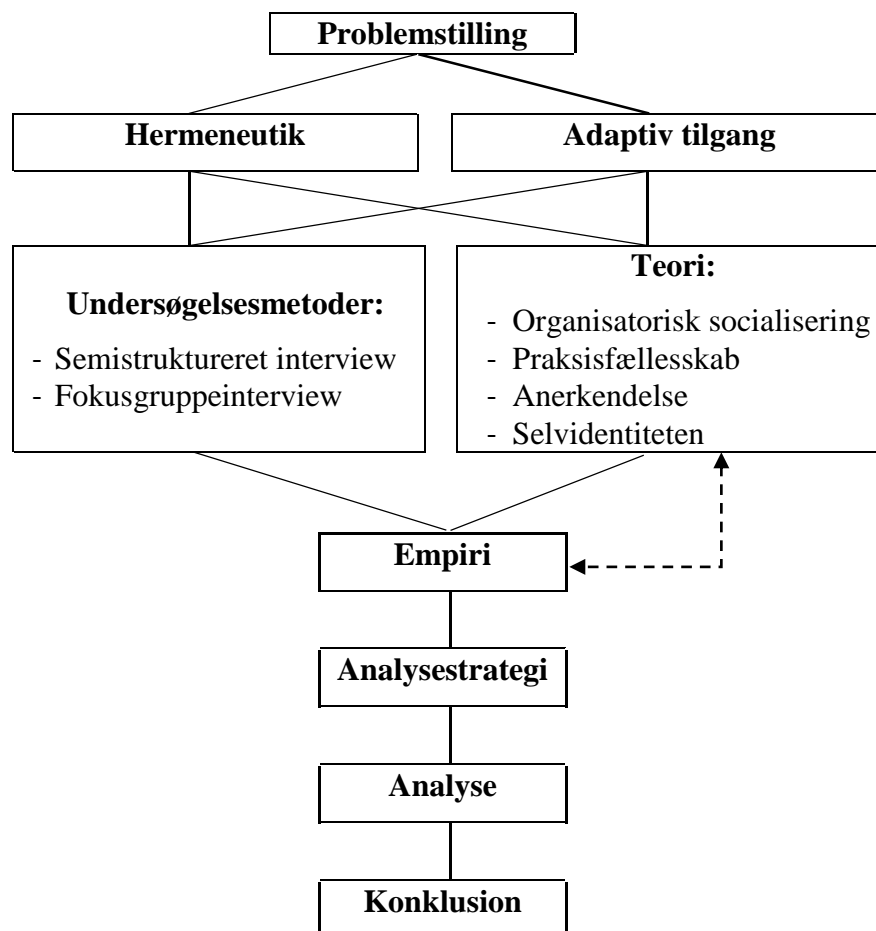 Problemstilling
Hermeneutik
Adaptiv tilgang
Undersøgelsesmetoder:
- Semistruktureret interview
- Fokusgruppeinterview
Teori:
- Organisatorisk socialisering
- Praksisfællesskab
- Anerkendelse
- Selvidentiteten
Empiri
Analysestrategi
Analyse
Konklusion